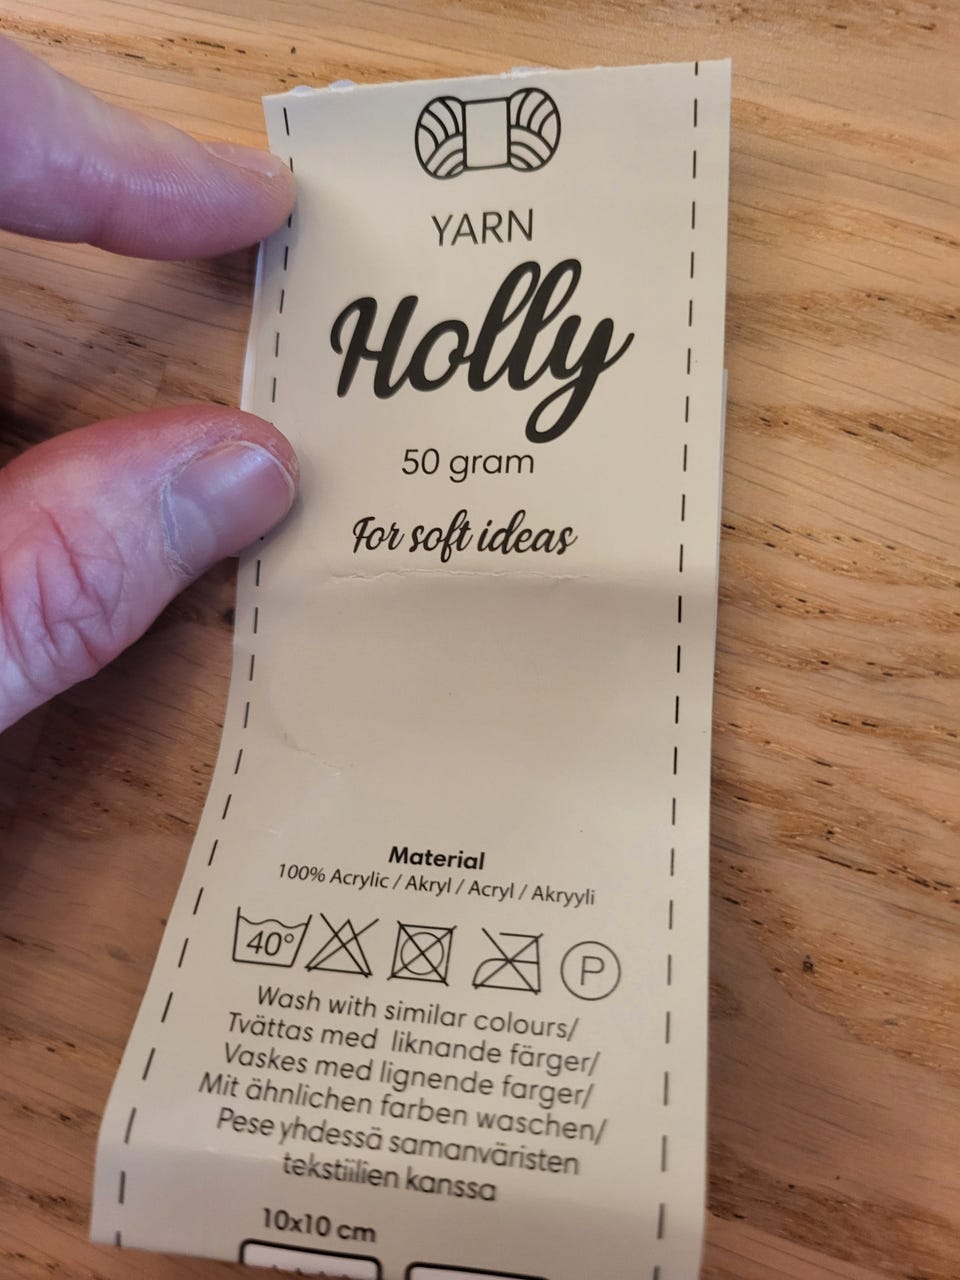 YARN
Holly
50 gram
For soft ideas
Material
100% Acrylic / Akryl / Acryl / Akryyli
40° P
Wash with similar colours/
Tvättas med liknande färger/
Vaskes med lignende farger/
Mit ähnlichen farben waschen/
Pese yhdessä samanväristen
tekstiilien kanssa
10x10 cm